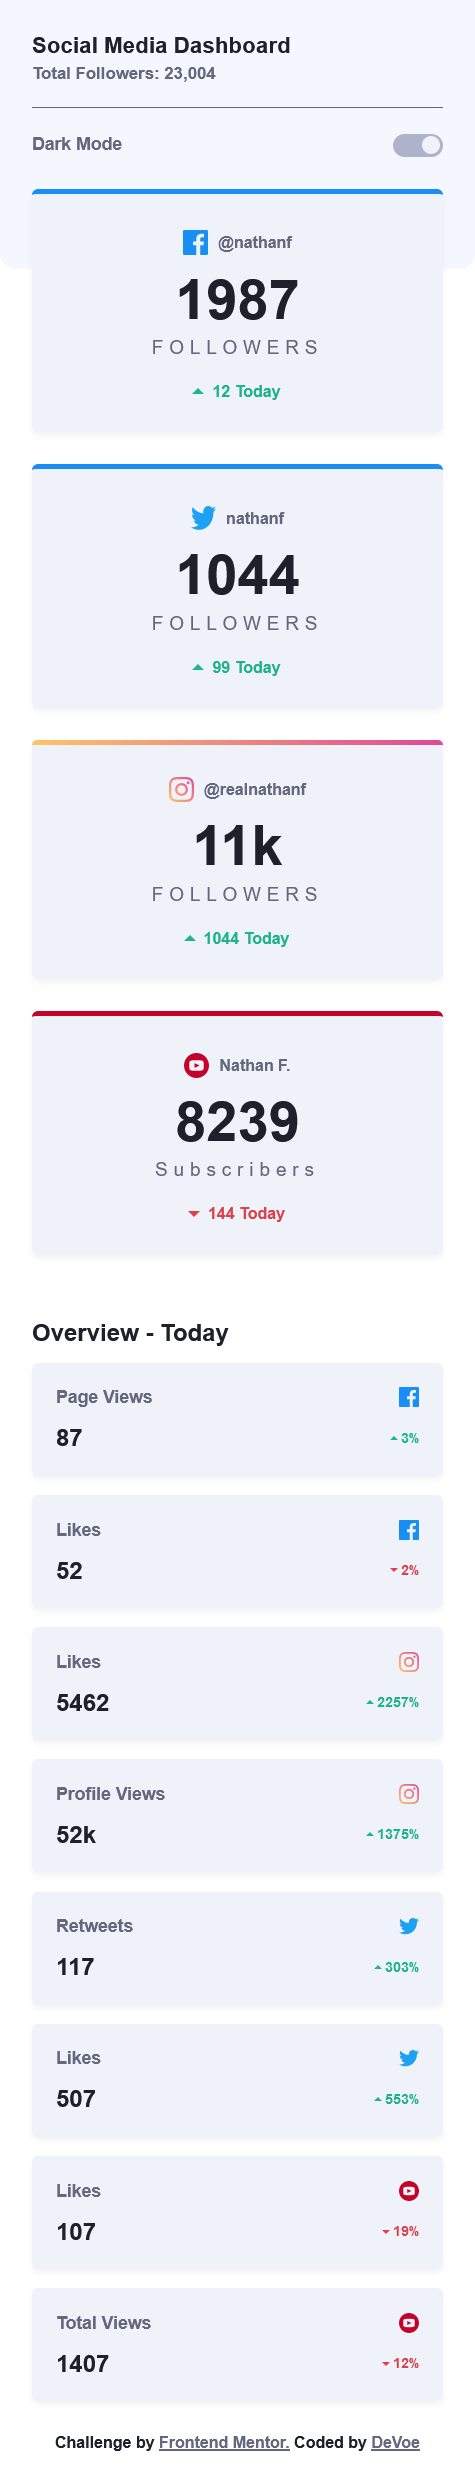 Social Media Dashboard
Total Followers: 23,004
Dark Mode
@nathanf
1987
FOLLOWERS
12 Today
nathanf
1044
FOLLOWERS
99 Today
@realnathanf
11k
FOLLOWERS
1044 Today
Nathan F.
8239
Subscribers
144 Today
Overview - Today
Page Views
87 3%
Likes
52 2%
Likes
5462 2257%
Profile Views
52k 1375%
Retweets
117 303%
Likes
507 553%
Likes
107 19%
Total Views
1407 12%
Challenge by Frontend Mentor. Coded by DeVoe